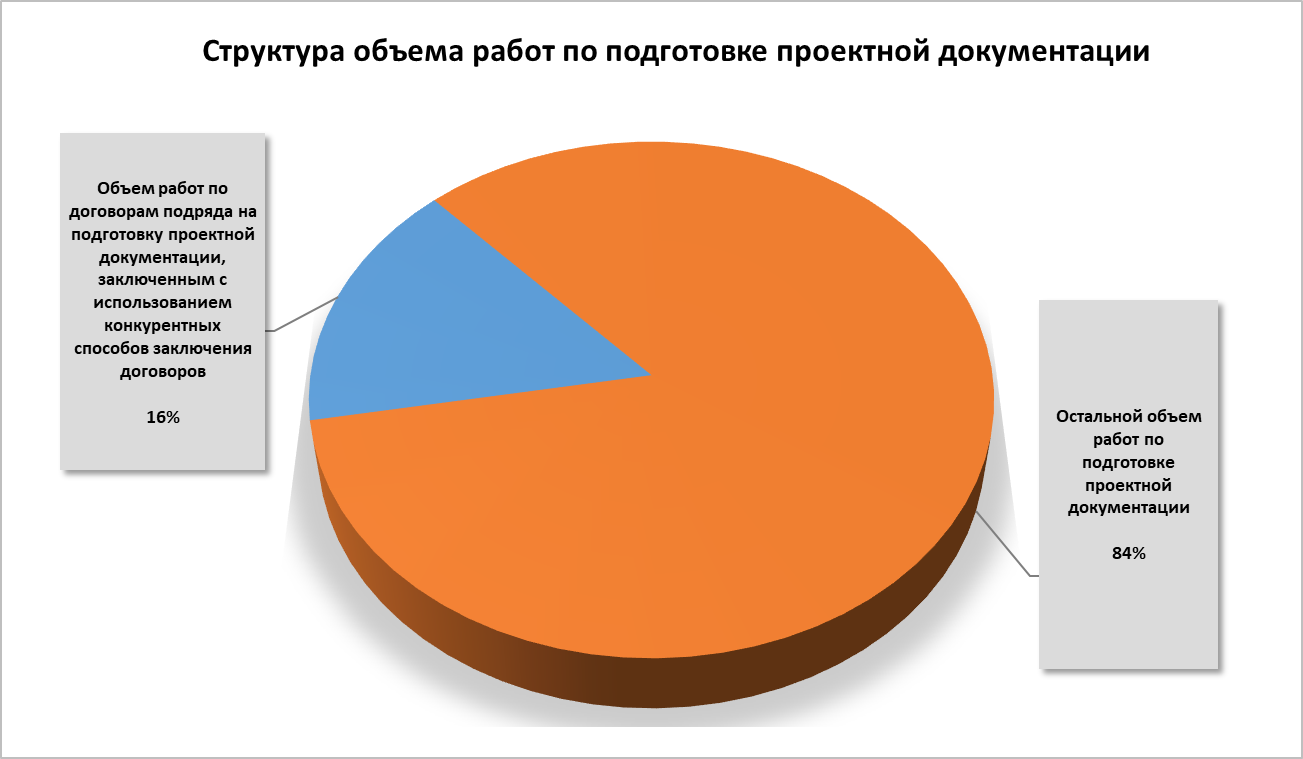 Структура объема работ по подготовке проектной документации
Объем работ по
договорам подряда на
подготовку проектной
документации,
заключенным с
использованием
конкурентных
способов заключения
договоров
16%
Остальной объем
работ по
подготовке
проектной
документации
84%